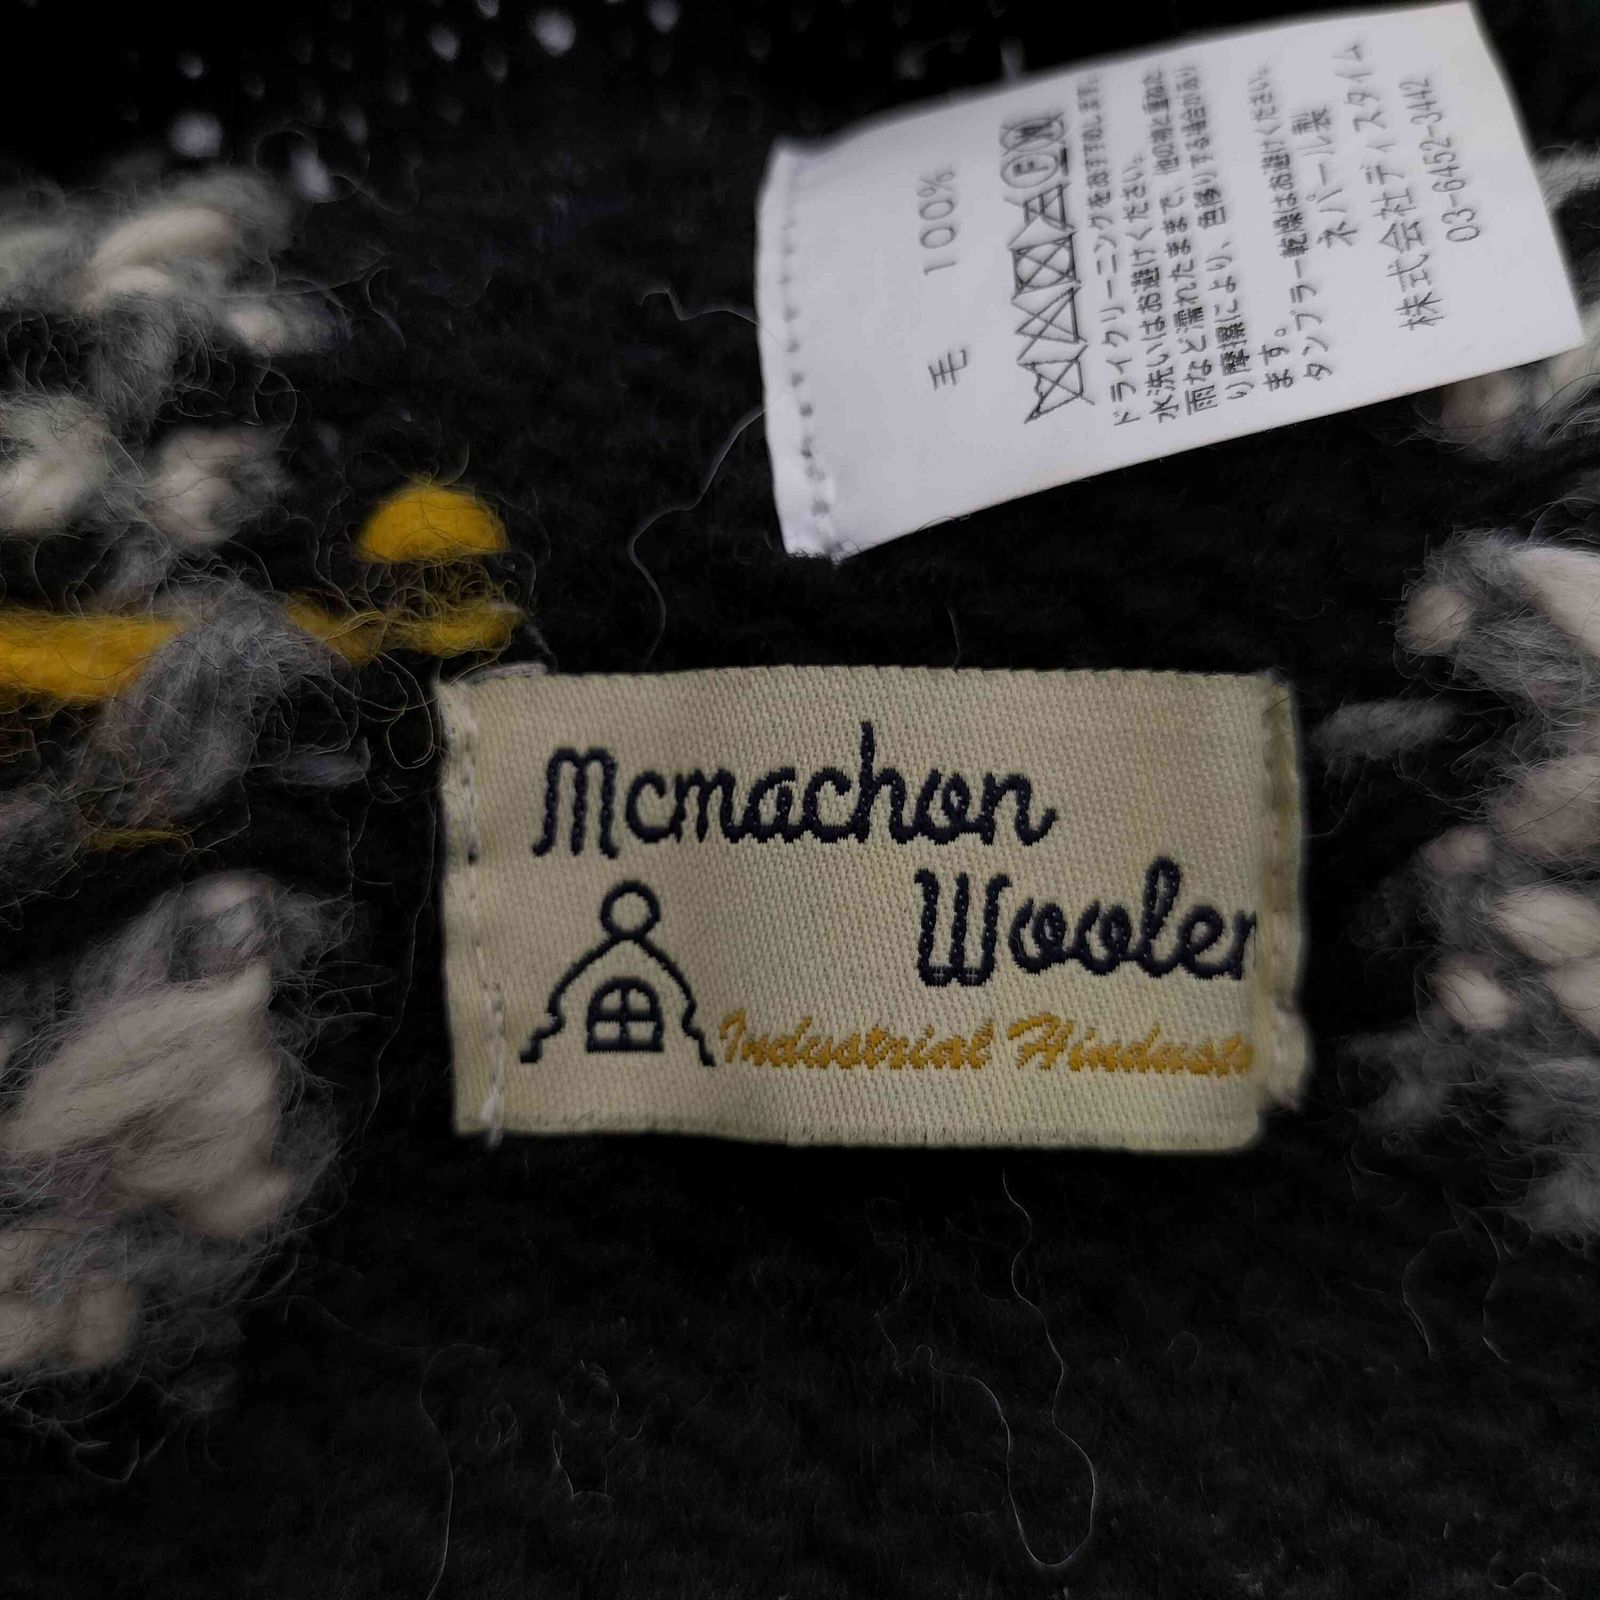 毛 100%
ドライクリーニングをおすすめします。
水洗いはお避けください。
雨など濡れたままで、他の物と重ねた
り摩擦により、色移りする場合があり
ます。
タンブラー乾燥はお避けください。
ネパール製
株式会社ディスタイム
03-6452-3442
Mcmachon
Wooler
Industrial Hindusta